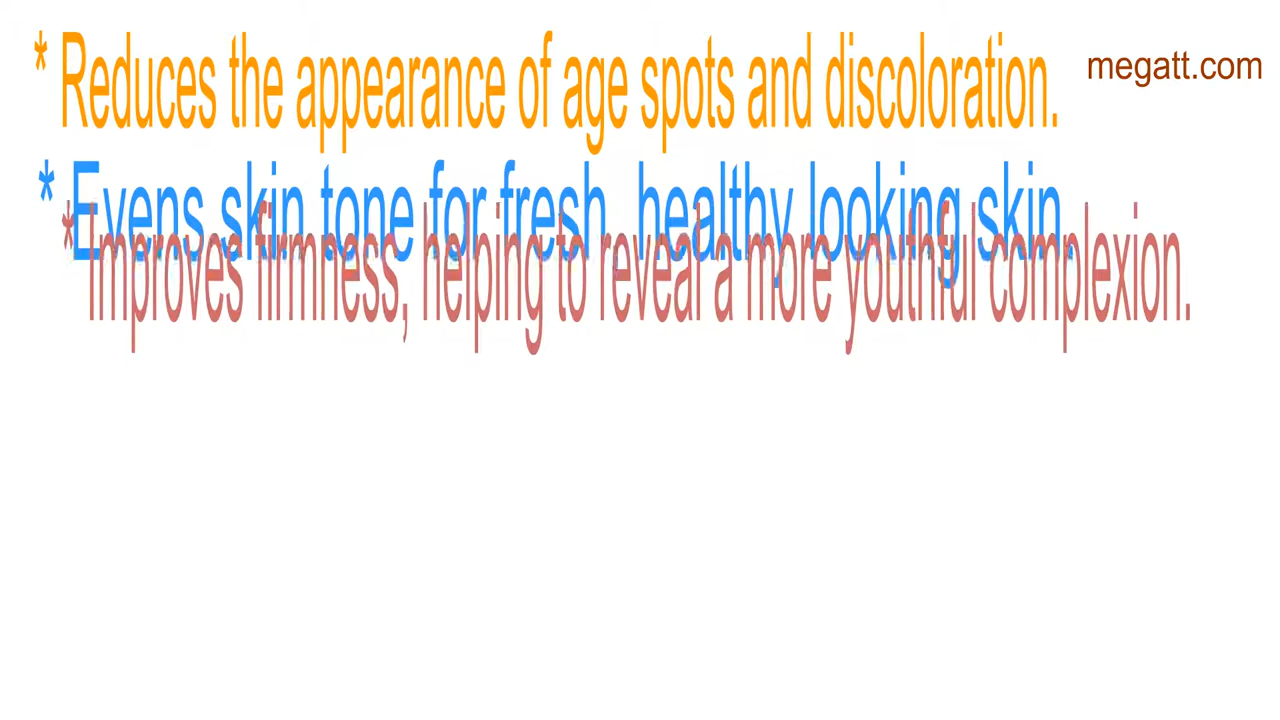 * Reduces the appearance of age spots and discoloration.
megatt.com
* Evens skin tone for fresh, healthy looking skin.
* Improves firmness, helping to reveal a more youthful complexion.